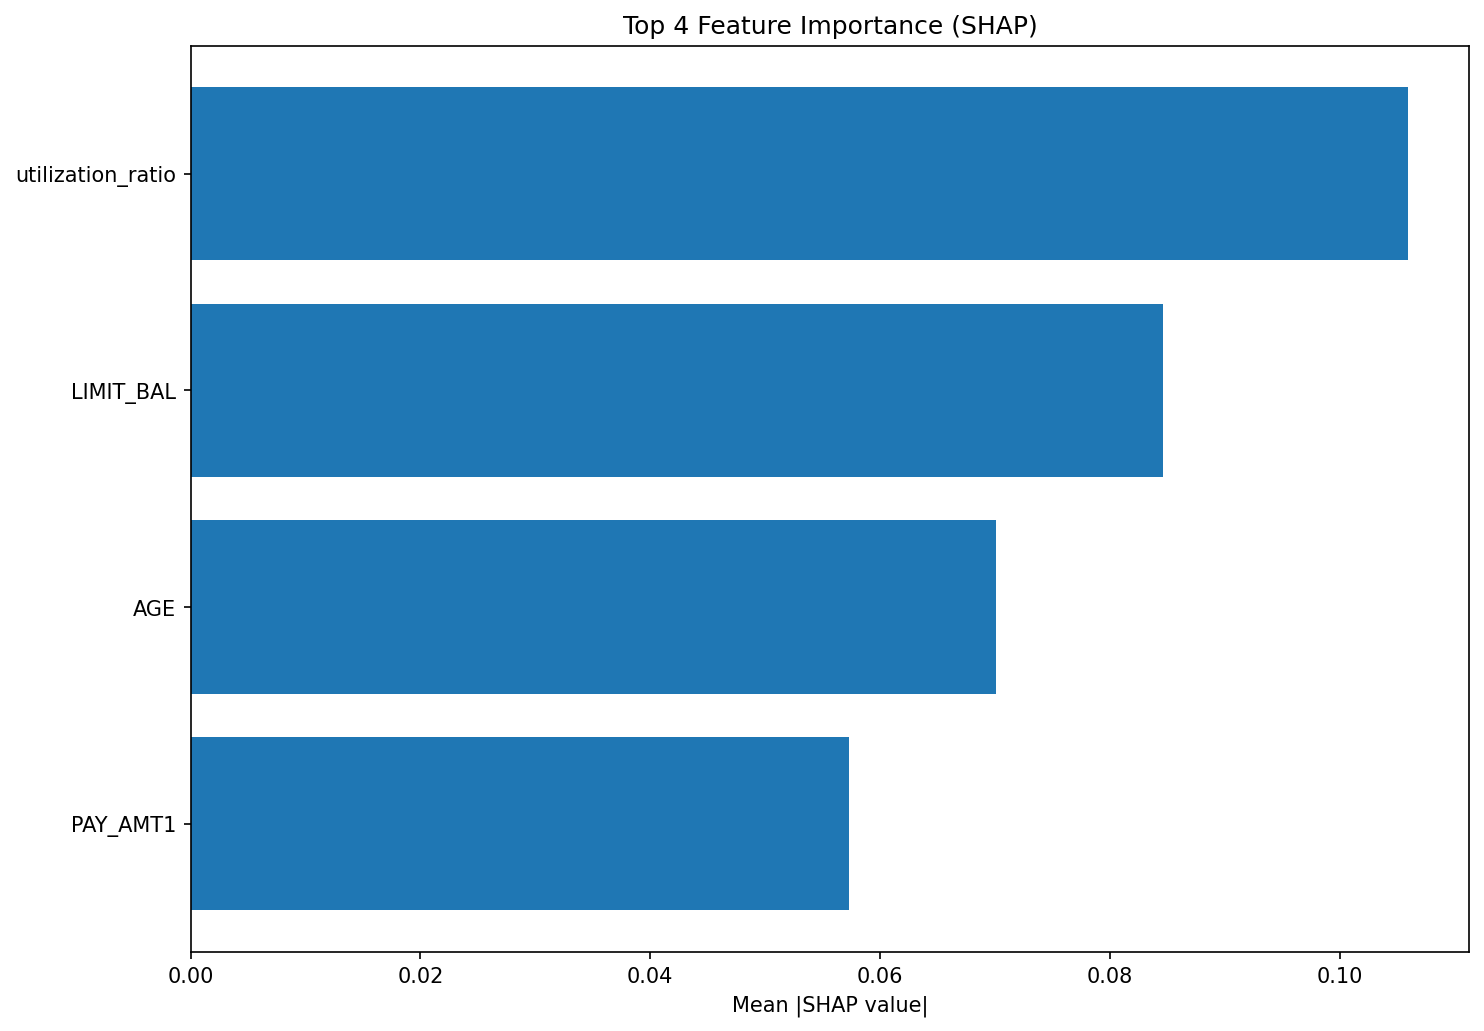 Top 4 Feature Importance (SHAP)
utilization_ratio
LIMIT_BAL
AGE
PAY_AMT1
0.00 0.02 0.04 0.06 0.08 0.10
Mean |SHAP value|